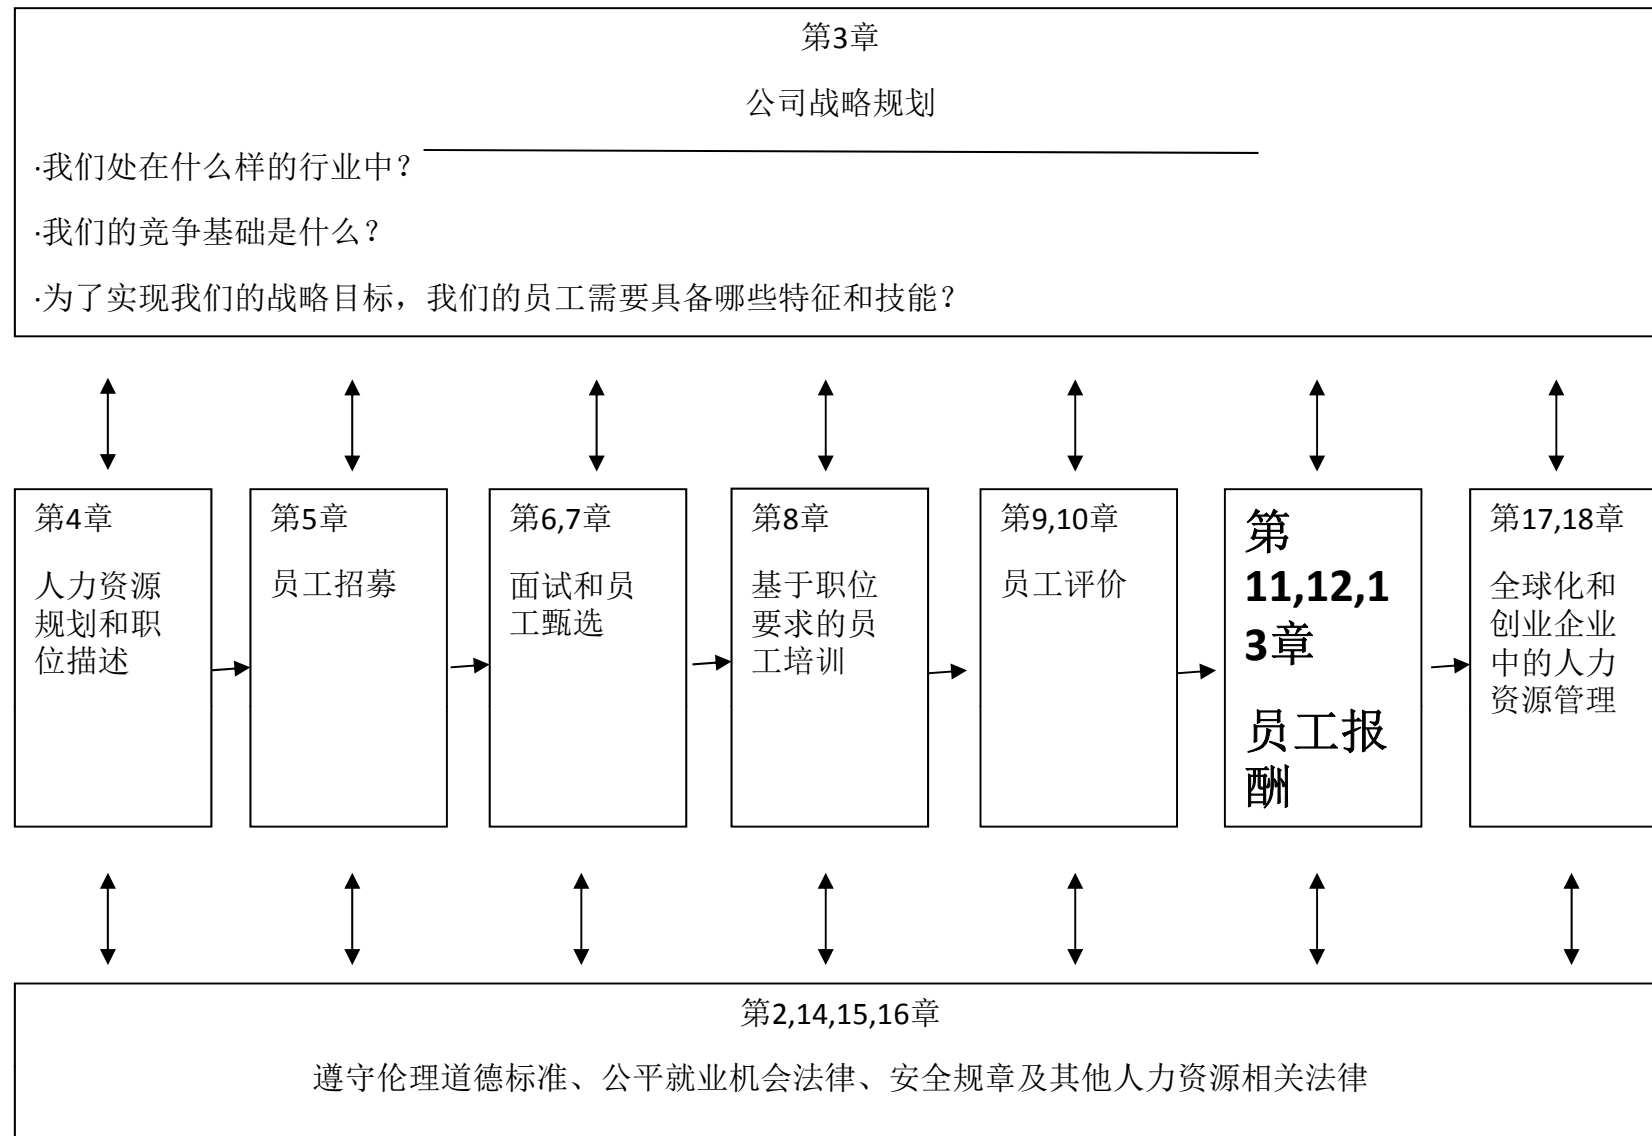 第3章
公司战略规划
·我们处在什么样的行业中？
·我们的竞争基础是什么？
·为了实现我们的战略目标，我们的员工需要具备哪些特征和技能？
第4章
人力资源
规划和职
位描述
第5章
员工招募
第6,7章
面试和员
工甄选
第8章
基于职位
要求的员
工培训
第9,10章
员工评价
第
11,12,1
3章
员工报
酬
第17,18章
全球化和
创业企业
中的人力
资源管理
第2,14,15,16章
遵守伦理道德标准、公平就业机会法律、安全规章及其他人力资源相关法律